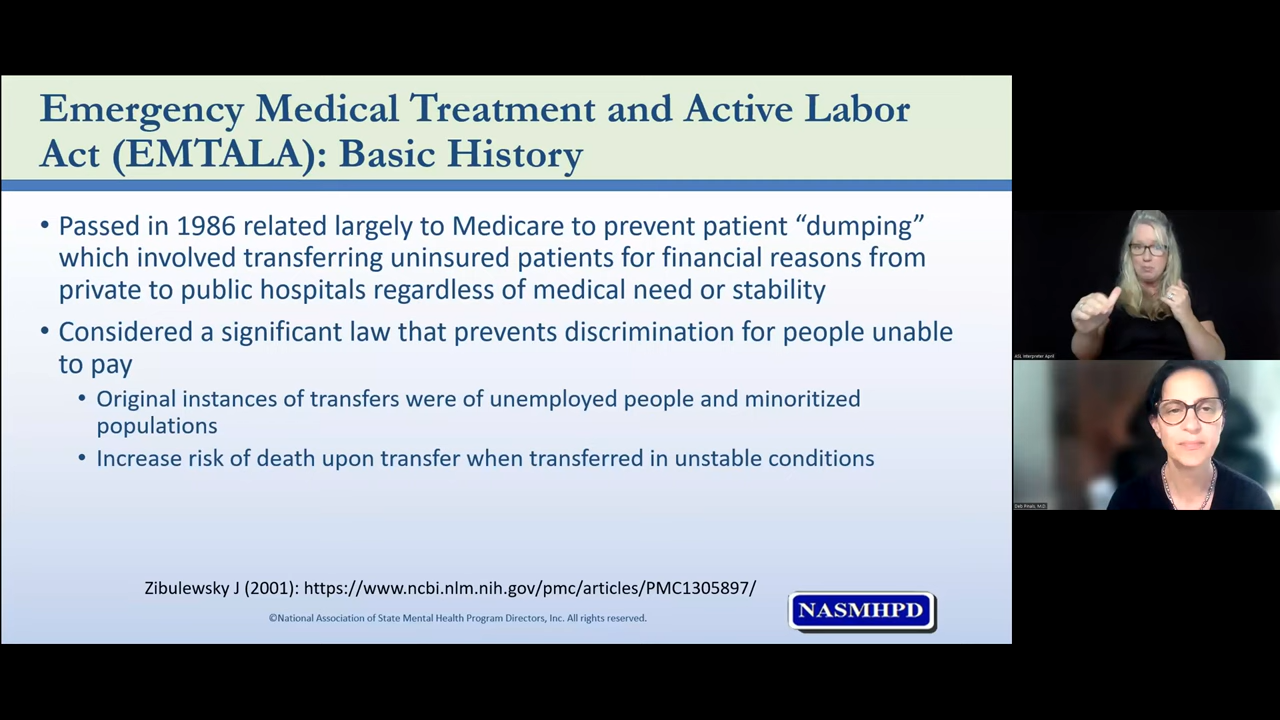 Emergency Medical Treatment and Active Labor
Act (EMTALA): Basic History
• Passed in 1986 related largely to Medicare to prevent patient “dumping”
which involved transferring uninsured patients for financial reasons from
private to public hospitals regardless of medical need or stability
• Considered a significant law that prevents discrimination for people unable
to pay
• Original instances of transfers were of unemployed people and minoritized
populations
• Increase risk of death upon transfer when transferred in unstable conditions
Zibulewsky J (2001): https://www.ncbi.nlm.nih.gov/pmc/articles/PMC1305897/
©National Association of State Mental Health Program Directors, Inc. All rights reserved.
NASMHPD
ASL Interpreter April
Deb Pinals, M.D.